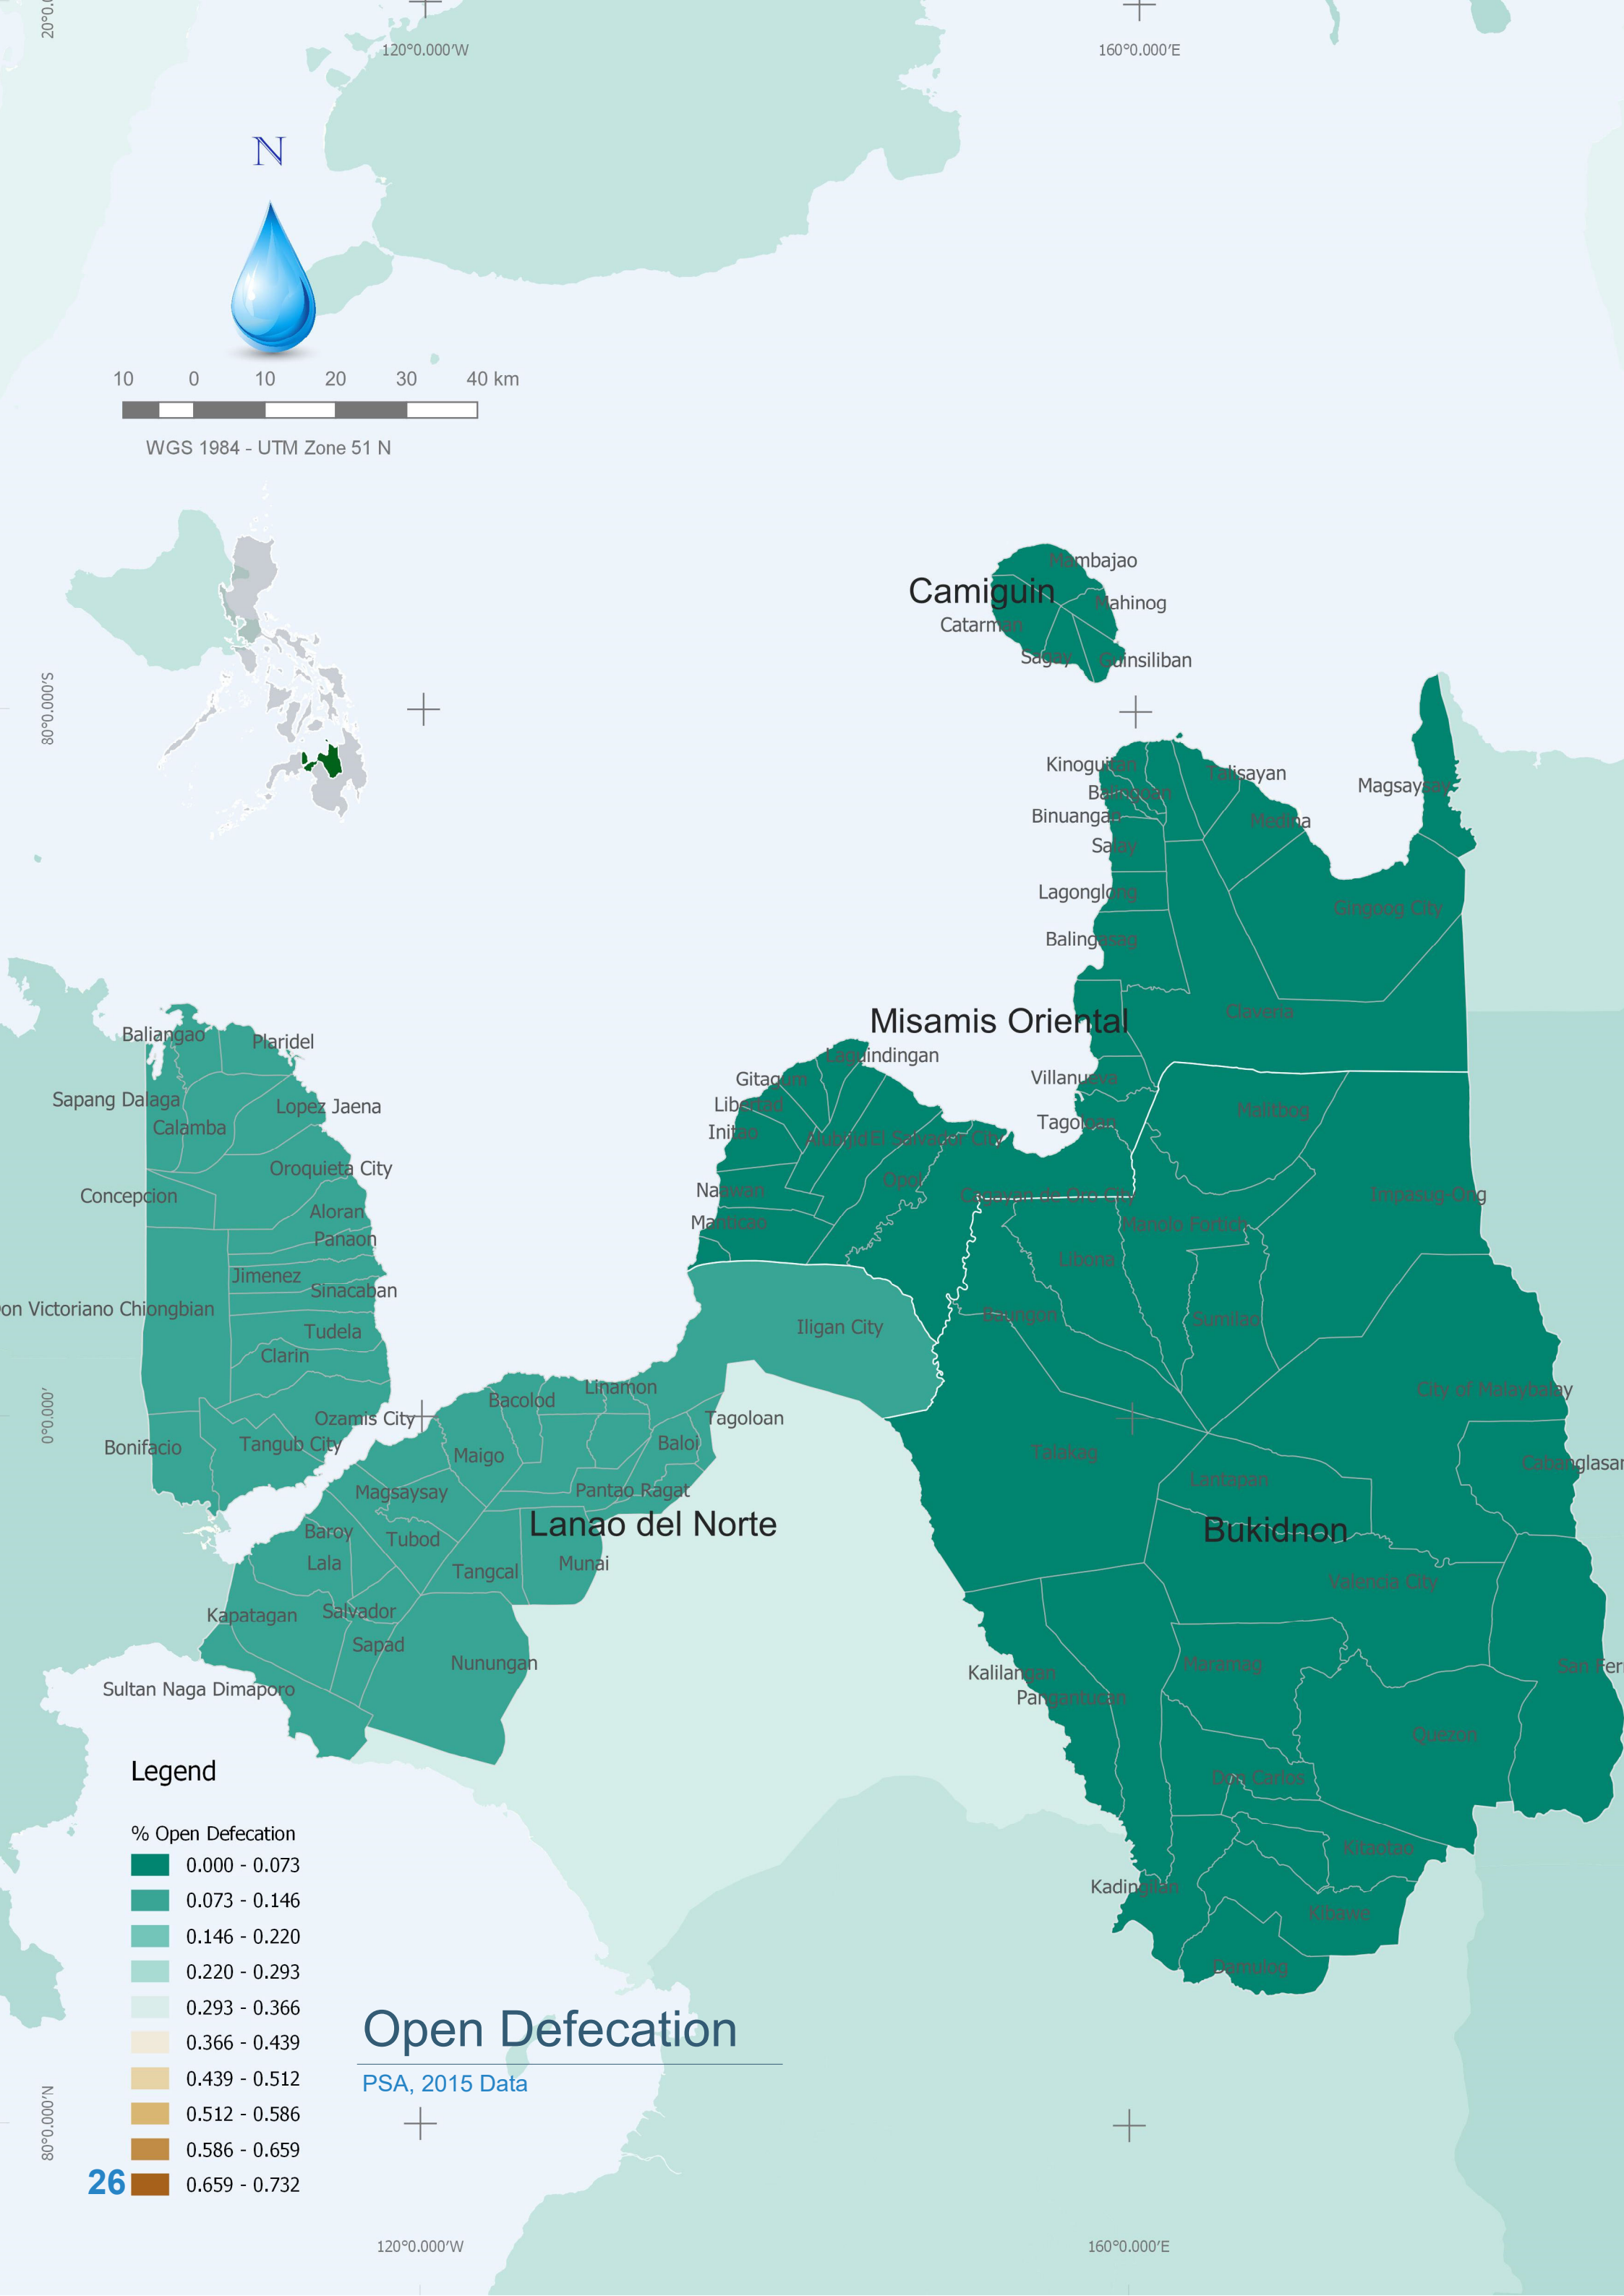 20°0.0
120°0.000'W
160°0.000'E
N
10 0 10 20 30 40 km
WGS 1984 - UTM Zone 51 N
Mambajao
Camiguin
Mahinog
Catarman
Sagay
Guinsiliban
80°0.000'S
Kinoguitan
Talisayan
Magsaysay
Balingoan
Binuangan
Medina
Salay
Lagonglong
Gingoog City
Balingasag
Claveria
Misamis Oriental
Baliangao
Plaridel
Laguindingan
Gitagum
Villanueva
Sapang Dalaga
Lopez Jaena
Libertad
Malitbog
Calamba
Initao
Alubijid
El Salvador City
Tagoloan
Oroquieta City
Opol
Concepcion
Naawan
Cagayan de Oro City
Impasug-Ong
Aloran
Manticao
Manolo Fortich
Panaon
Libona
Jimenez
Sinacaban
on Victoriano Chiongbian
Iligan City
Baungon
Sumilao
Tudela
Clarin
Linamon
City of Malaybalay
Bacolod
0°0.000'
Ozamis City
Tagoloan
Bonifacio
Tangub City
Baloi
Maigo
Talakag
Cabanglasan
Lantapan
Magsaysay
Pantao Ragat
Lanao del Norte
Bukidnon
Baroy
Tubod
Lala
Tangcal
Munai
Valencia City
Kapatagan
Salvador
Sapad
Nunungan
Maramag
San Fer
Kalilangan
Sultan Naga Dimaporo
Pangantucan
Quezon
Legend
Don Carlos
% Open Defecation
Kitaotao
0.000 - 0.073
Kadingilan
0.073 - 0.146
Kibawe
0.146 - 0.220
Damulog
0.220 - 0.293
0.293 - 0.366
0.366 - 0.439
0.439 - 0.512
0.512 - 0.586
0.586 - 0.659
0.659 - 0.732
Open Defecation
PSA, 2015 Data
80°0.000'N
26
120°0.000'W
160°0.000'E